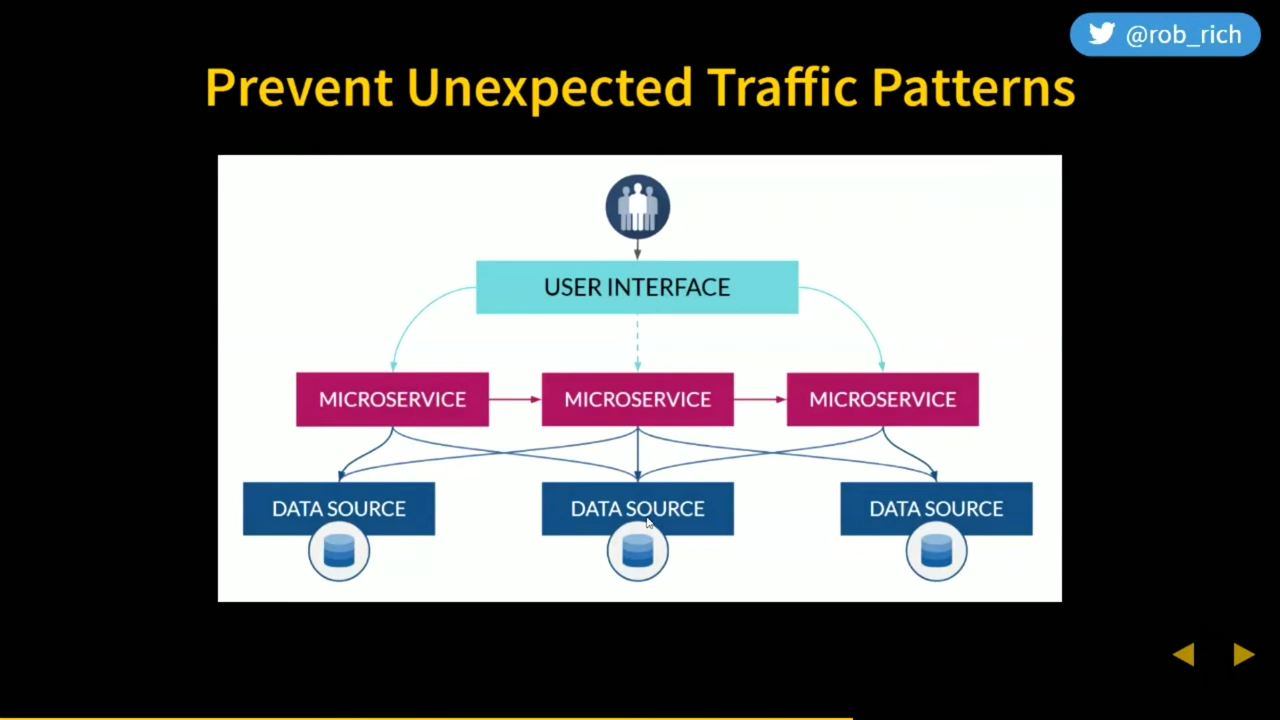 @rob_rich
Prevent Unexpected Traffic Patterns
USER INTERFACE
MICROSERVICE
MICROSERVICE
MICROSERVICE
DATA SOURCE
DATA SOURCE
DATA SOURCE